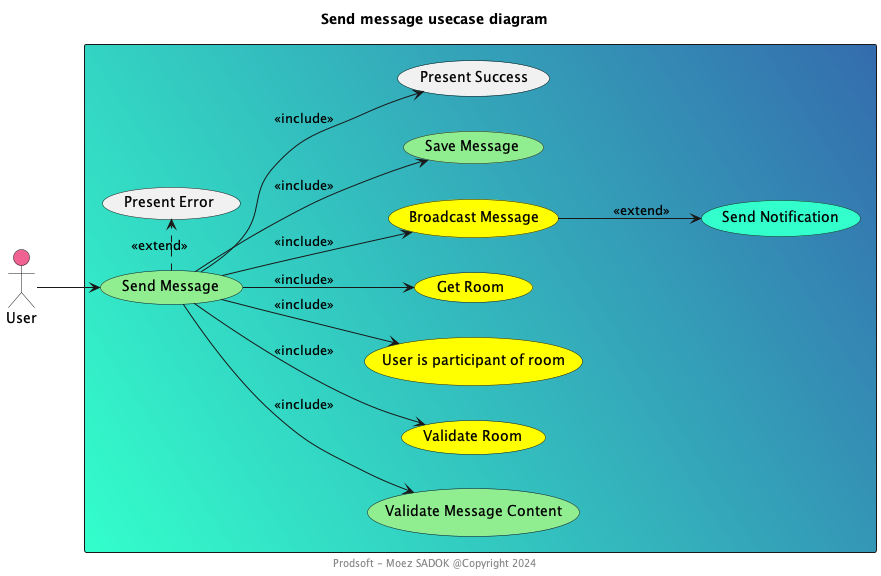 Send message usecase diagram
Present Success
«include»
Save Message
«include»
Present Error
Broadcast Message
«extend»
Send Notification
«include»
«extend»
User
Send Message
«include»
Get Room
«include»
User is participant of room
«include»
Validate Room
«include»
Validate Message Content
Prodsoft - Moez SADOK @Copyright 2024